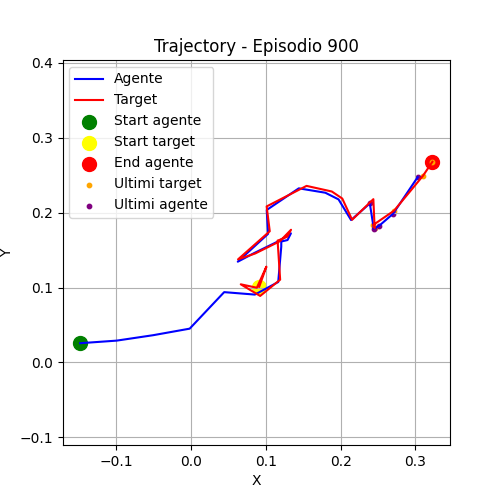 Trajectory - Episodio 900
Agente
Target
Start agente
Start target
End agente
Ultimi target
Ultimi agente
0.4
0.3
0.2
0.1
0.0
−0.1
Y
−0.1
0.0
0.1
0.2
0.3
X